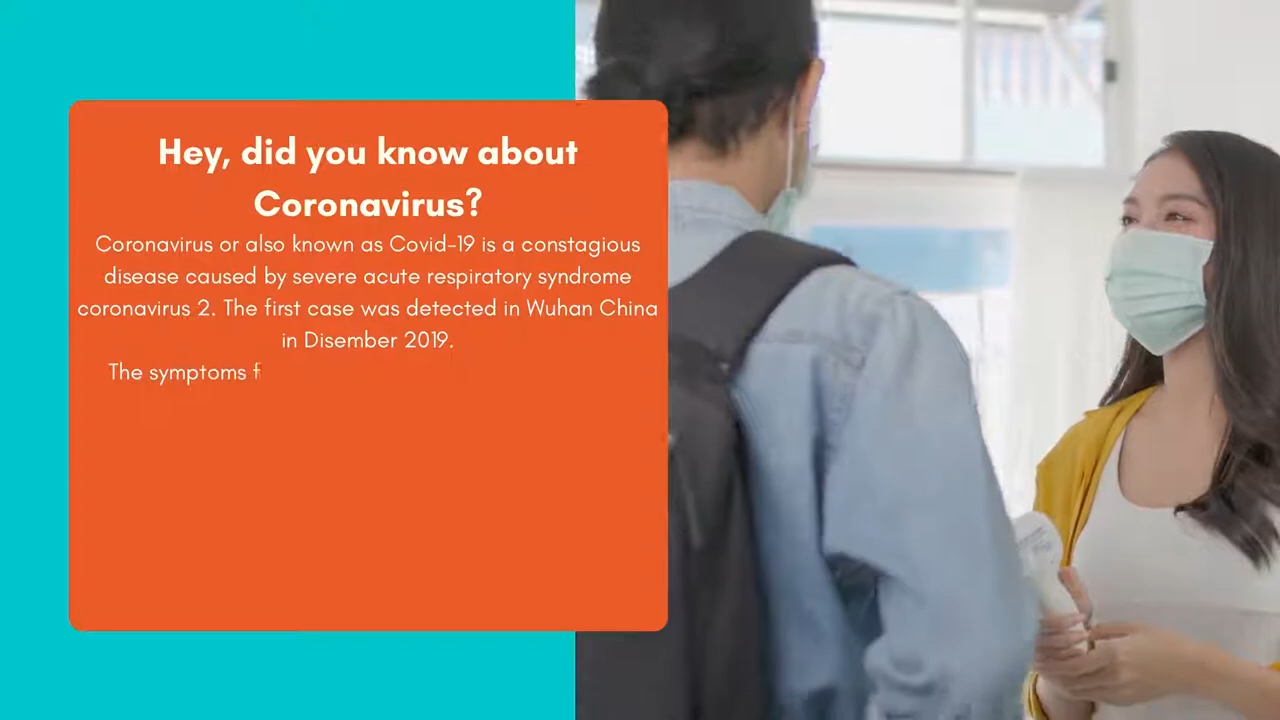 Hey, did you know about
Coronavirus?
Coronavirus or also known as Covid-19 is a constagious
disease caused by severe acute respiratory syndrome
coronavirus 2. The first case was detected in Wuhan China
in Disember 2019.
The symptoms f